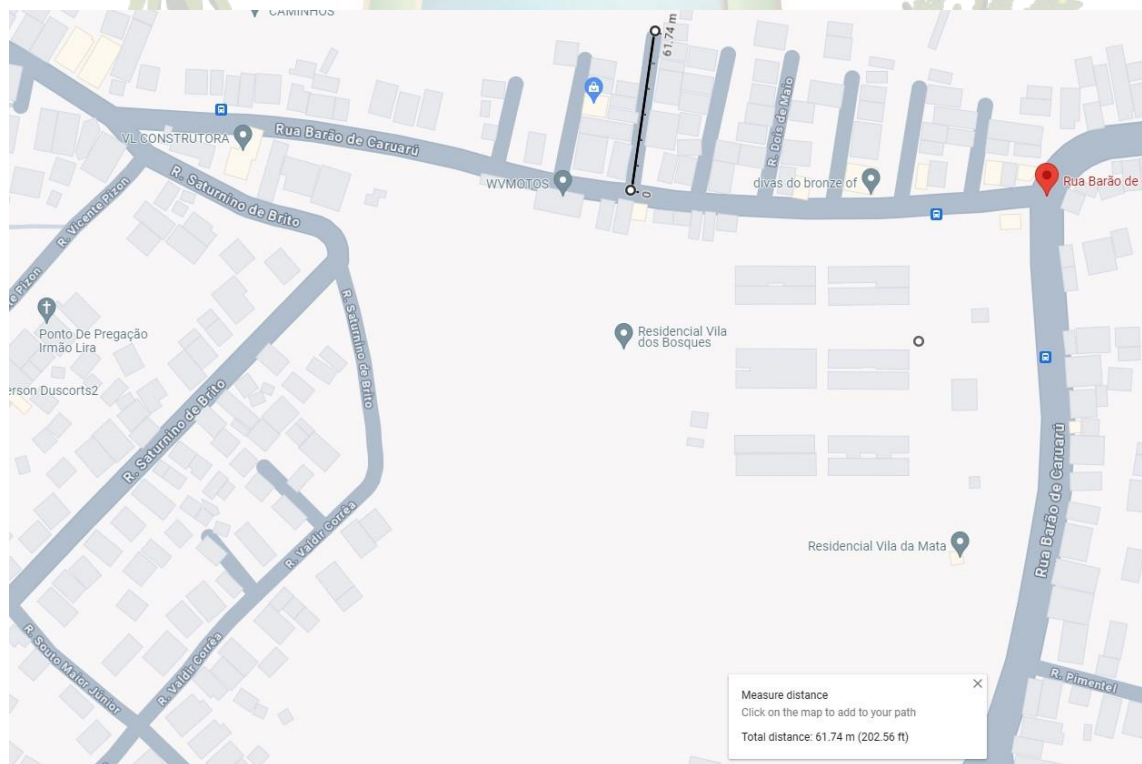 CAMINHOS
61.74 m
VL CONSTRUTORA
Rua Barão de Caruarú
R. Dois de Maio
R. Saturnino de Brito
WVMOTOS
0
divas do bronze of
Rua Barão de
R. Vicente Pizon
Pizon
Ponto De Pregação
Irmão Lira
R. Saturnino de Brito
Residencial Vila
dos Bosques
erson Duscorts2
R. Saturnino de Brito
Rua Barão de Caruarú
R. Valdir Corrêa
Residencial Vila da Mata
R. Souto Maior Júnior
R. Valdir Corrêa
R. Pimentel
Measure distance
Click on the map to add to your path
Total distance: 61.74 m (202.56 ft)